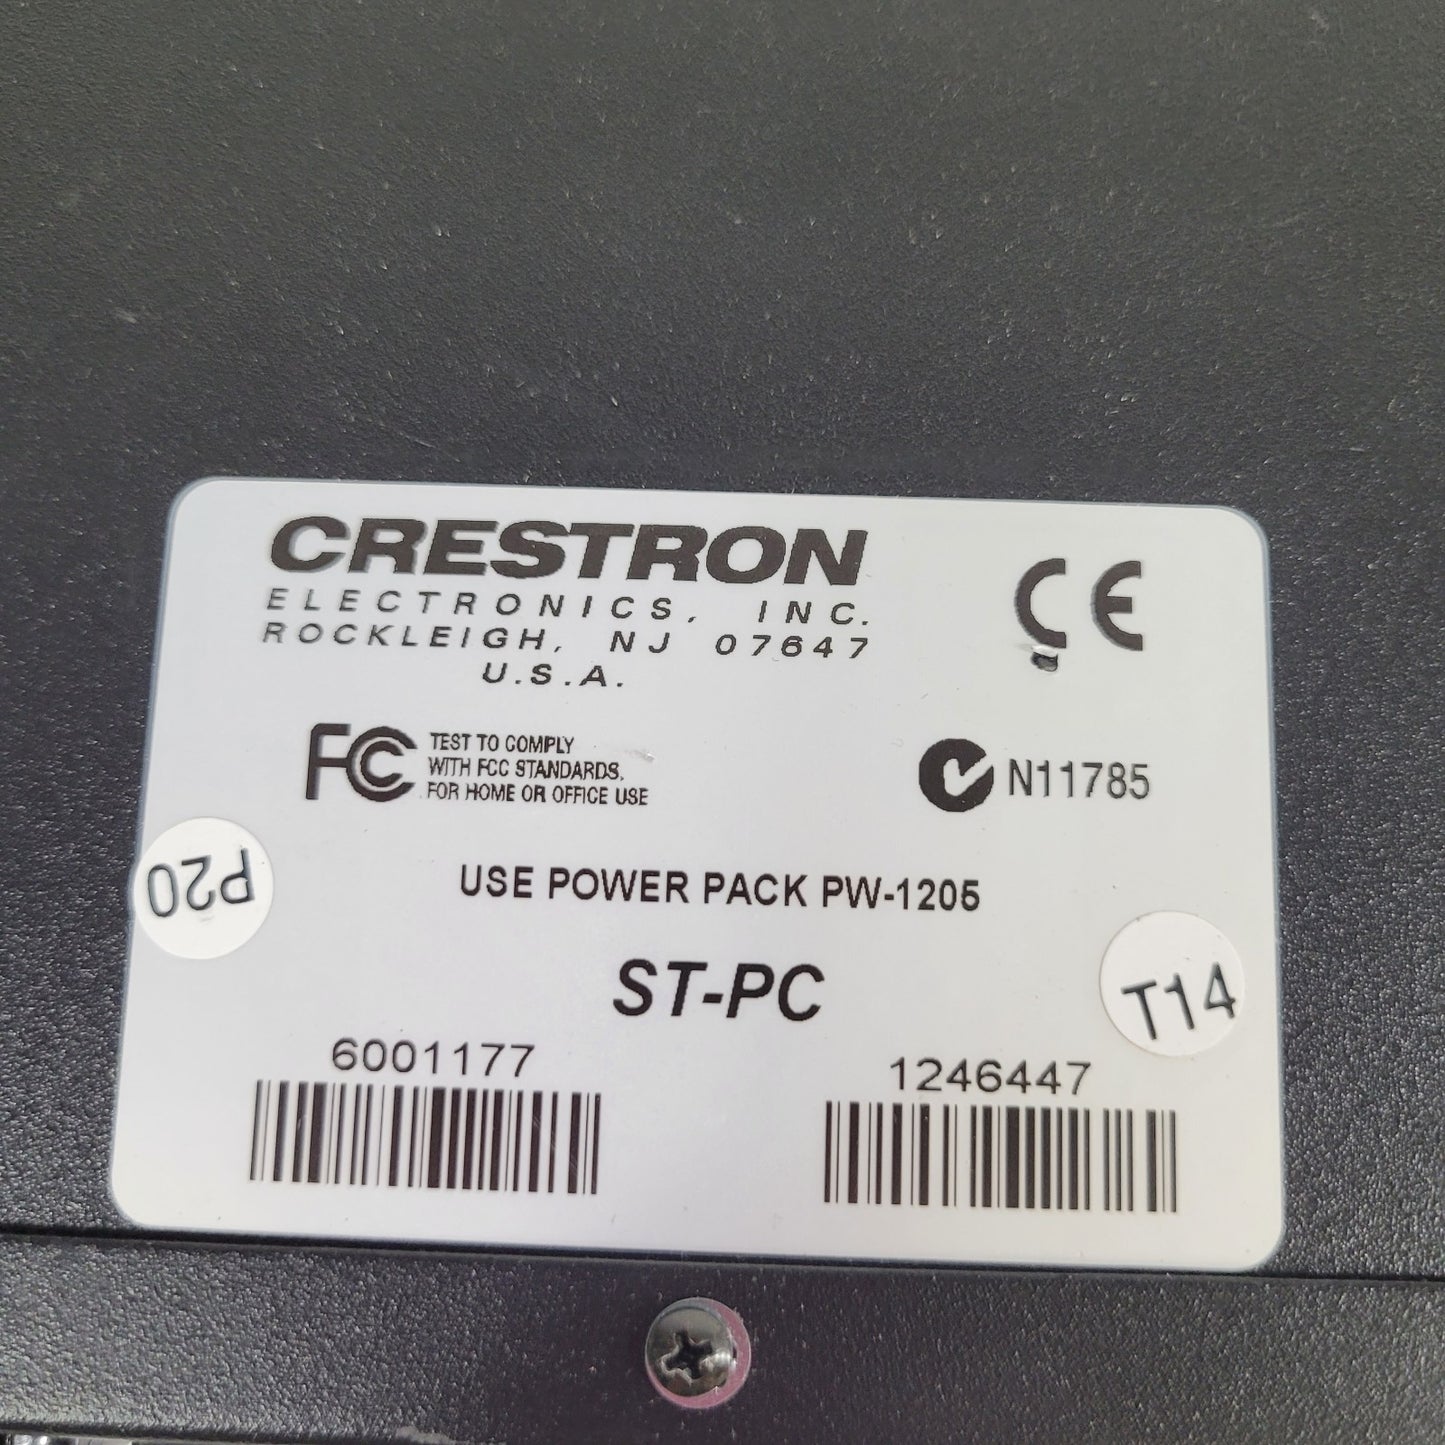 CRESTRON
ELECTRONICS, INC.
ROCKLEIGH, NJ 07647
U.S.A.
CE
FC TEST TO COMPLY
WITH FCC STANDARDS.
FOR HOME OR OFFICE USE
N11785
P20
USE POWER PACK PW-1205
T14
ST-PC
6001177
1246447